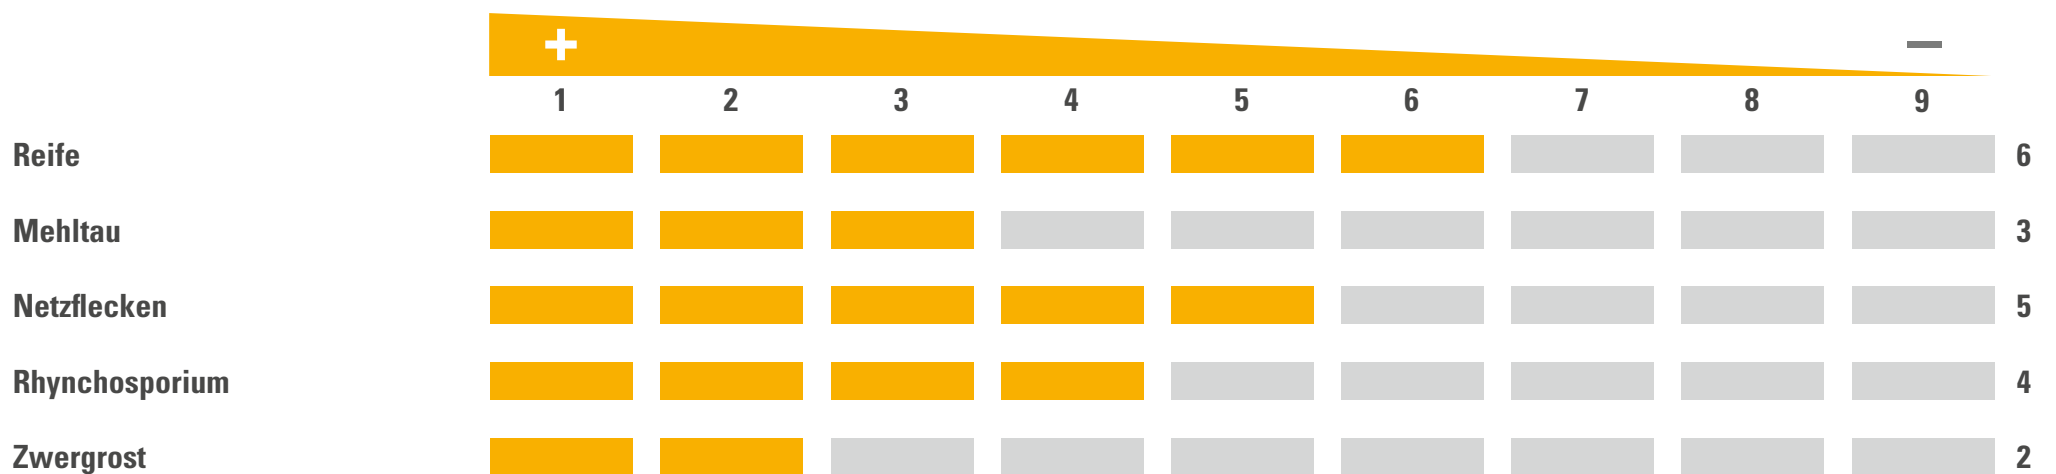 + –
1 2 3 4 5 6 7 8 9
Reife 6
Mehltau 3
Netzflecken 5
Rhynchosporium 4
Zwergrost 2